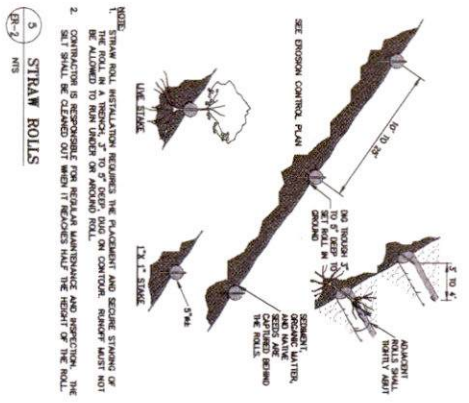 SEE EROSION CONTROL PLAN
10' TO 25'
3' TO 4'
ADJACENT
ROLLS SHALL
TIGHTLY ABUT
DIG TROUGH 3"
TO 5" DEEP TO
SET ROLL IN
GROUND
SEDIMENT,
ORGANIC MATTER,
AND NATIVE
SEEDS ARE
CAPTURED BEHIND
THE ROLLS.
LIVE STAKE
1" X 1" STAKE
NOTE:
1. STRAW ROLL INSTALLATION REQUIRES THE PLACEMENT AND SECURE STAKING OF
THE ROLL IN A TRENCH, 3" TO 5" DEEP, DUG ON CONTOUR. RUNOFF MUST NOT
BE ALLOWED TO RUN UNDER OR AROUND ROLL.
2. CONTRACTOR IS RESPONSIBLE FOR REGULAR MAINTENANCE AND INSPECTION. THE
SILT SHALL BE CLEANED OUT WHEN IT REACHES HALF THE HEIGHT OF THE ROLL.
5
ER-2
STRAW ROLLS
NTS